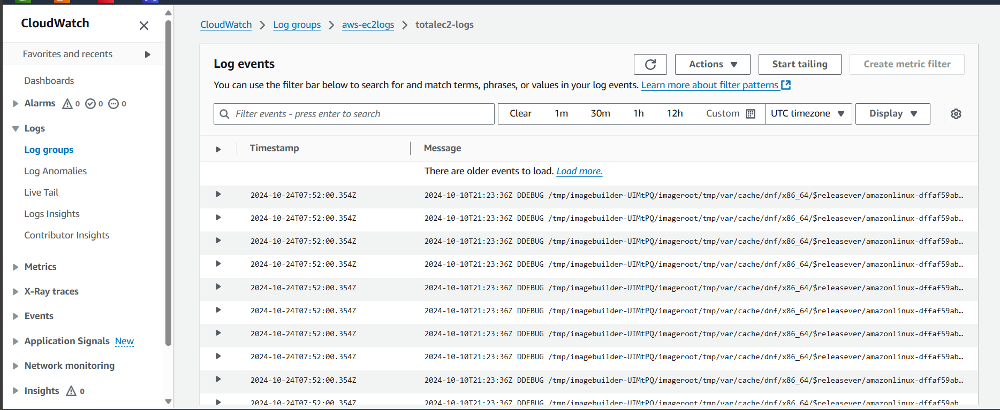 CloudWatch
Favorites and recents
Dashboards
Alarms 0 0 0
Logs
Log groups
Log Anomalies
Live Tail
Logs Insights
Contributor Insights
Metrics
X-Ray traces
Events
Application Signals New
Network monitoring
Insights 0
CloudWatch > Log groups > aws-ec2logs > totalec2-logs
Log events
Actions
Start tailing
Create metric filter
You can use the filter bar below to search for and match terms, phrases, or values in your log events. Learn more about filter patterns
Filter events - press enter to search
Clear 1m 30m 1h 12h Custom UTC timezone Display
Timestamp Message
There are older events to load. Load more.
2024-10-24T07:52:00.354Z 2024-10-10T21:23:36Z DDEBUG /tmp/imagebuilder-UIMtPQ/imageroot/tmp/var/cache/dnf/x86_64/$releasever/amazonlinux-dffaf59ab…
2024-10-24T07:52:00.354Z 2024-10-10T21:23:36Z DDEBUG /tmp/imagebuilder-UIMtPQ/imageroot/tmp/var/cache/dnf/x86_64/$releasever/amazonlinux-dffaf59ab…
2024-10-24T07:52:00.354Z 2024-10-10T21:23:36Z DDEBUG /tmp/imagebuilder-UIMtPQ/imageroot/tmp/var/cache/dnf/x86_64/$releasever/amazonlinux-dffaf59ab…
2024-10-24T07:52:00.354Z 2024-10-10T21:23:36Z DDEBUG /tmp/imagebuilder-UIMtPQ/imageroot/tmp/var/cache/dnf/x86_64/$releasever/amazonlinux-dffaf59ab…
2024-10-24T07:52:00.354Z 2024-10-10T21:23:36Z DDEBUG /tmp/imagebuilder-UIMtPQ/imageroot/tmp/var/cache/dnf/x86_64/$releasever/amazonlinux-dffaf59ab…
2024-10-24T07:52:00.354Z 2024-10-10T21:23:36Z DDEBUG /tmp/imagebuilder-UIMtPQ/imageroot/tmp/var/cache/dnf/x86_64/$releasever/amazonlinux-dffaf59ab…
2024-10-24T07:52:00.354Z 2024-10-10T21:23:36Z DDEBUG /tmp/imagebuilder-UIMtPQ/imageroot/tmp/var/cache/dnf/x86_64/$releasever/amazonlinux-dffaf59ab…
2024-10-24T07:52:00.354Z 2024-10-10T21:23:36Z DDEBUG /tmp/imagebuilder-UIMtPQ/imageroot/tmp/var/cache/dnf/x86_64/$releasever/amazonlinux-dffaf59ab…
2024-10-24T07:52:00.354Z 2024-10-10T21:23:36Z DDEBUG /tmp/imagebuilder-UIMtPQ/imageroot/tmp/var/cache/dnf/x86_64/$releasever/amazonlinux-dffaf59ab…
2024-10-24T07:52:00.354Z 2024-10-10T21:23:36Z DDEBUG /tmp/imagebuilder-UIMtPQ/imageroot/tmp/var/cache/dnf/x86_64/$releasever/amazonlinux-dffaf59ab…